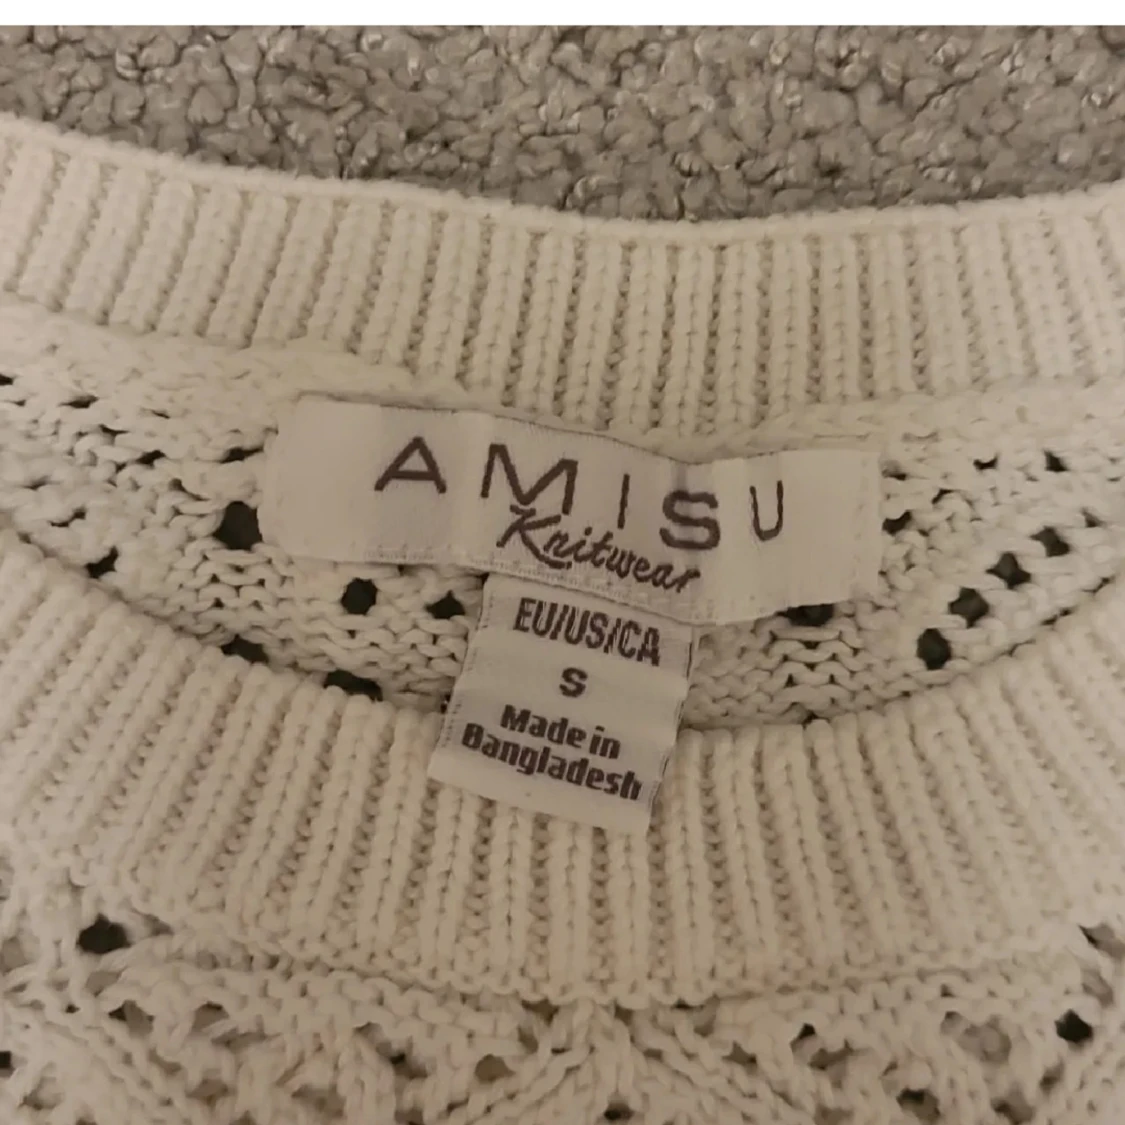 AMISU
Knitwear
EU/US/CA
S
Made in
Bangladesh